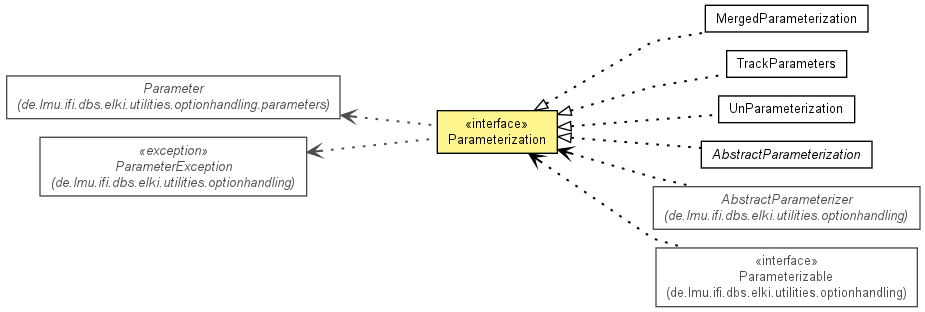 MergedParameterization
TrackParameters
Parameter
(de.lmu.ifi.dbs.elki.utilities.optionhandling.parameters)
UnParameterization
«interface»
Parameterization
«exception»
ParameterException
(de.lmu.ifi.dbs.elki.utilities.optionhandling)
AbstractParameterization
AbstractParameterizer
(de.lmu.ifi.dbs.elki.utilities.optionhandling)
«interface»
Parameterizable
(de.lmu.ifi.dbs.elki.utilities.optionhandling)